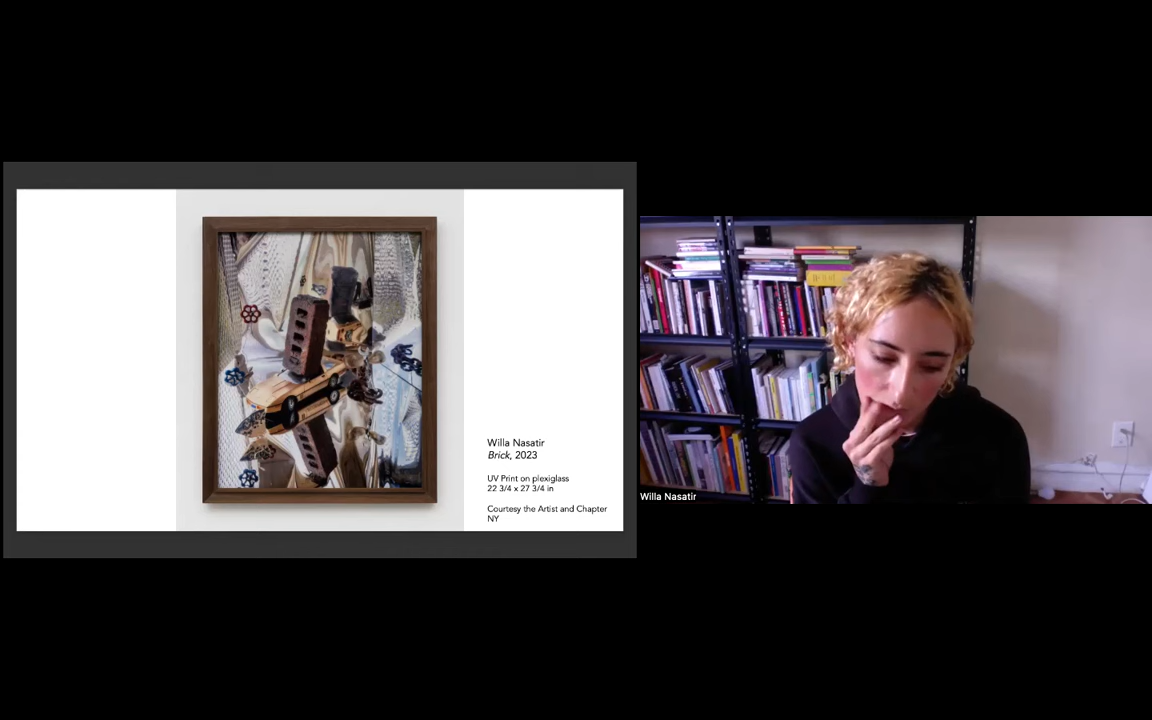 Willa Nasatir
Brick, 2023
UV Print on plexiglass
22 3/4 x 27 3/4 in
Courtesy the Artist and Chapter
NY
Willa Nasatir